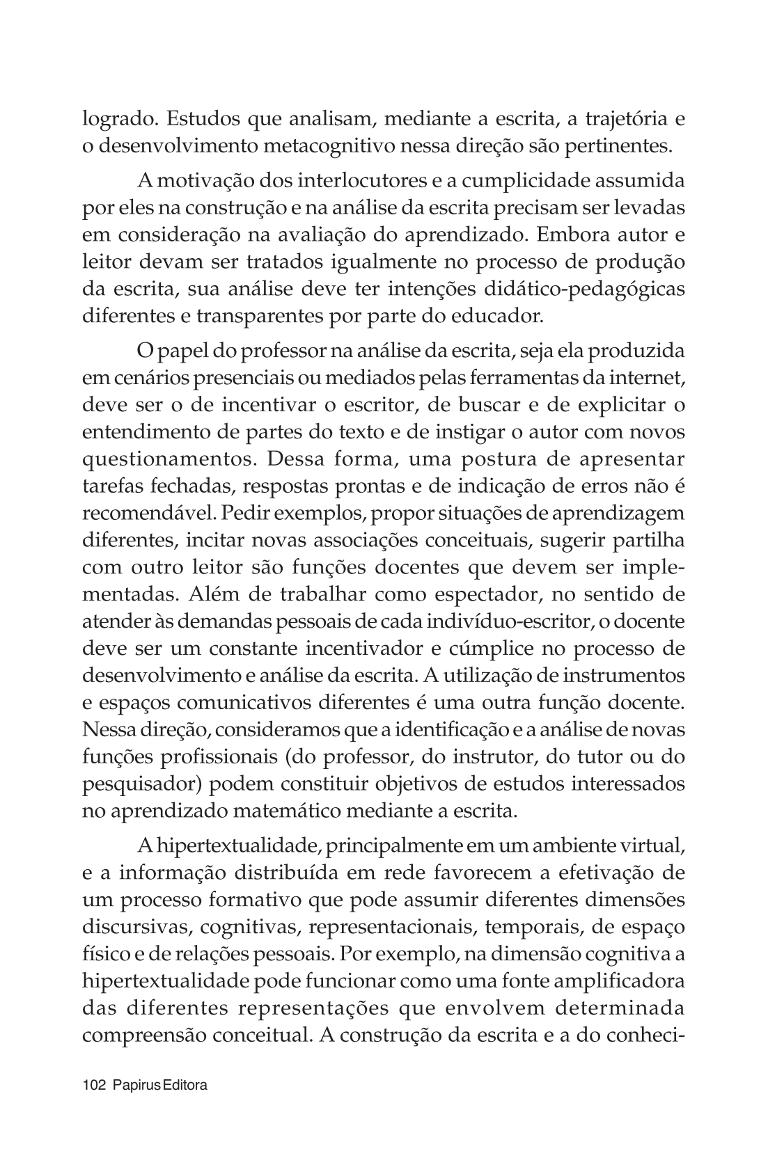 logrado. Estudos que analisam, mediante a escrita, a trajetória e
o desenvolvimento metacognitivo nessa direção são pertinentes.
A motivação dos interlocutores e a cumplicidade assumida
por eles na construção e na análise da escrita precisam ser levadas
em consideração na avaliação do aprendizado. Embora autor e
leitor devam ser tratados igualmente no processo de produção
da escrita, sua análise deve ter intenções didático-pedagógicas
diferentes e transparentes por parte do educador.
O papel do professor na análise da escrita, seja ela produzida
em cenários presenciais ou mediados pelas ferramentas da internet,
deve ser o de incentivar o escritor, de buscar e de explicitar o
entendimento de partes do texto e de instigar o autor com novos
questionamentos. Dessa forma, uma postura de apresentar
tarefas fechadas, respostas prontas e de indicação de erros não é
recomendável. Pedir exemplos, propor situações de aprendizagem
diferentes, incitar novas associações conceituais, sugerir partilha
com outro leitor são funções docentes que devem ser imple-
mentadas. Além de trabalhar como espectador, no sentido de
atender às demandas pessoais de cada indivíduo-escritor, o docente
deve ser um constante incentivador e cúmplice no processo de
desenvolvimento e análise da escrita. A utilização de instrumentos
e espaços comunicativos diferentes é uma outra função docente.
Nessa direção, consideramos que a identificação e a análise de novas
funções profissionais (do professor, do instrutor, do tutor ou do
pesquisador) podem constituir objetivos de estudos interessados
no aprendizado matemático mediante a escrita.
A hipertextualidade, principalmente em um ambiente virtual,
e a informação distribuída em rede favorecem a efetivação de
um processo formativo que pode assumir diferentes dimensões
discursivas, cognitivas, representacionais, temporais, de espaço
físico e de relações pessoais. Por exemplo, na dimensão cognitiva a
hipertextualidade pode funcionar como uma fonte amplificadora
das diferentes representações que envolvem determinada
compreensão conceitual. A construção da escrita e a do conheci-
102 Papirus Editora